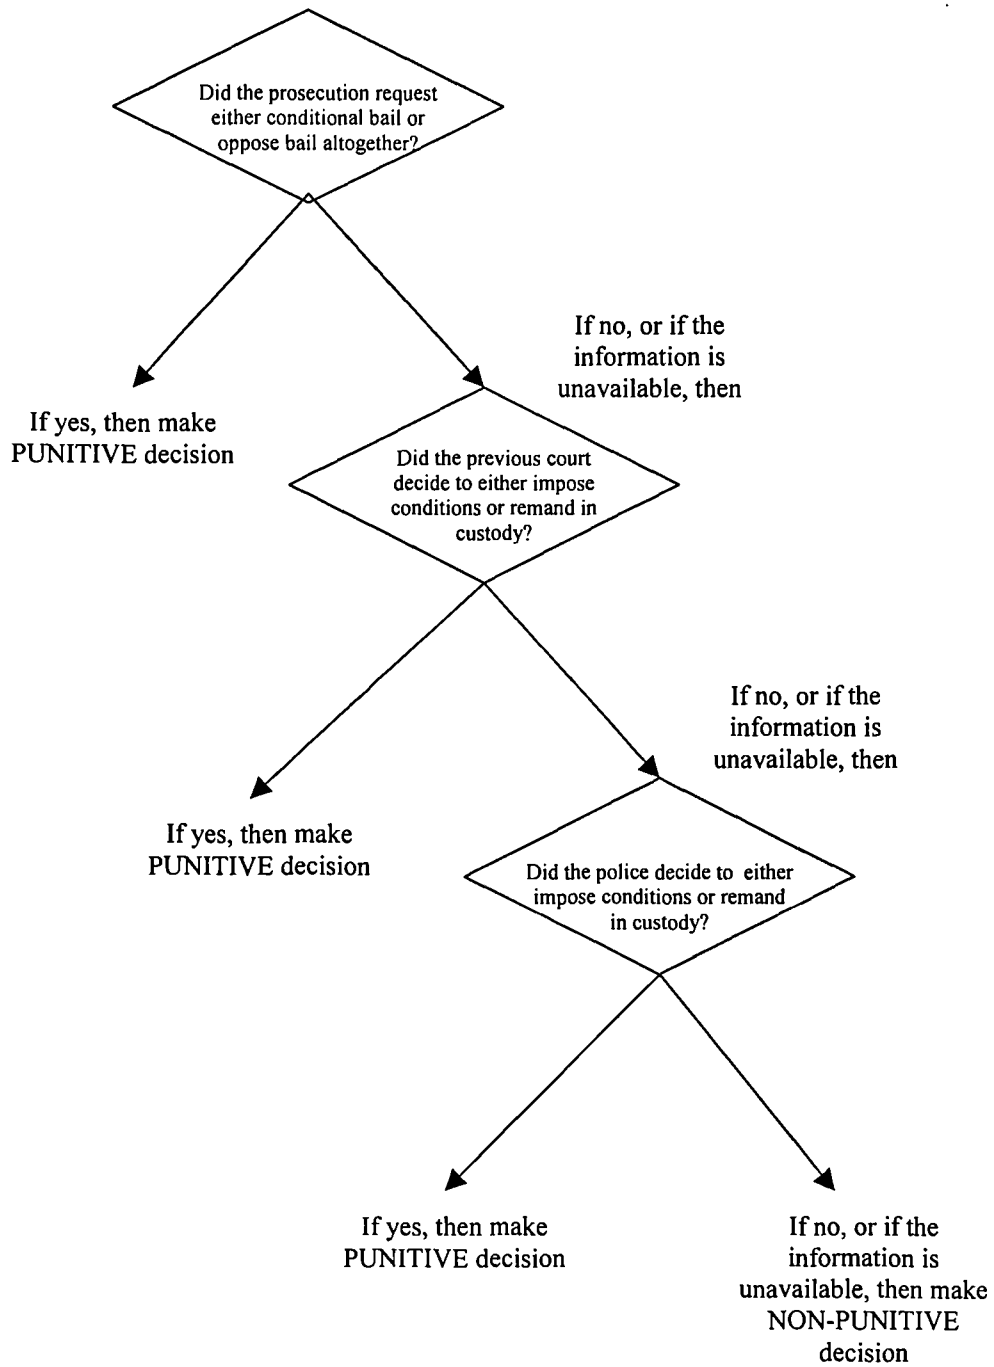 Did the prosecution request
either conditional bail or
oppose bail altogether?
If no, or if the
information is
unavailable, then
If yes, then make
PUNITIVE decision
Did the previous court
decide to either impose
conditions or remand in
custody?
If no, or if the
information is
unavailable, then
If yes, then make
PUNITIVE decision
Did the police decide to either
impose conditions or remand
in custody?
If yes, then make
PUNITIVE decision
If no, or if the
information is
unavailable, then make
NON-PUNITIVE
decision